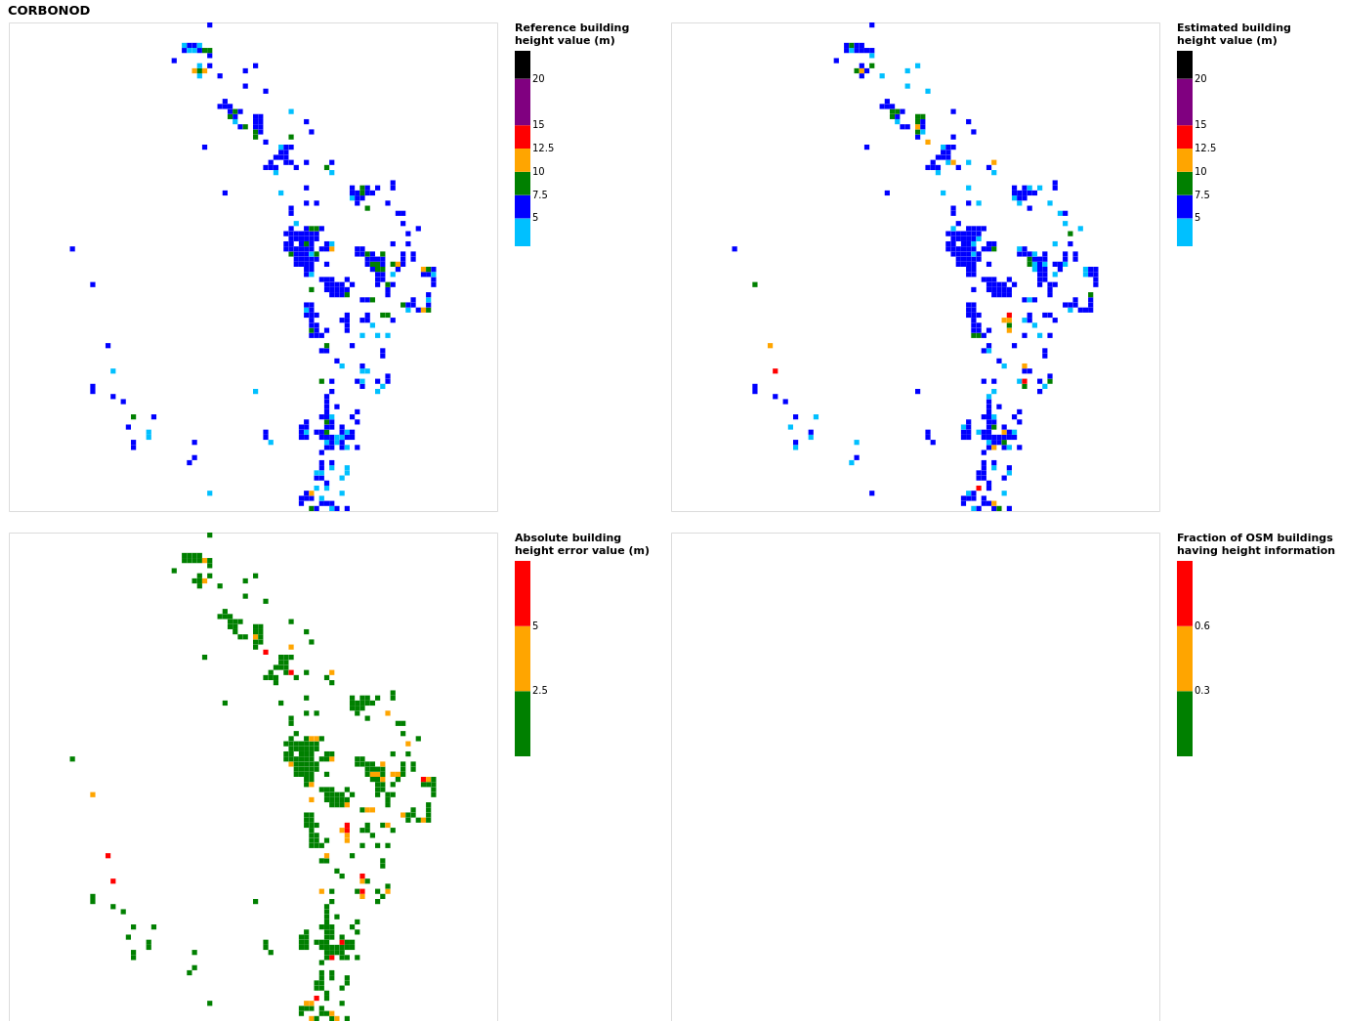 CORBONOD
Reference building
height value (m)
20
15
12.5
10
7.5
5
Estimated building
height value (m)
20
15
12.5
10
7.5
5
Absolute building
height error value (m)
5
2.5
Fraction of OSM buildings
having height information
0.6
0.3